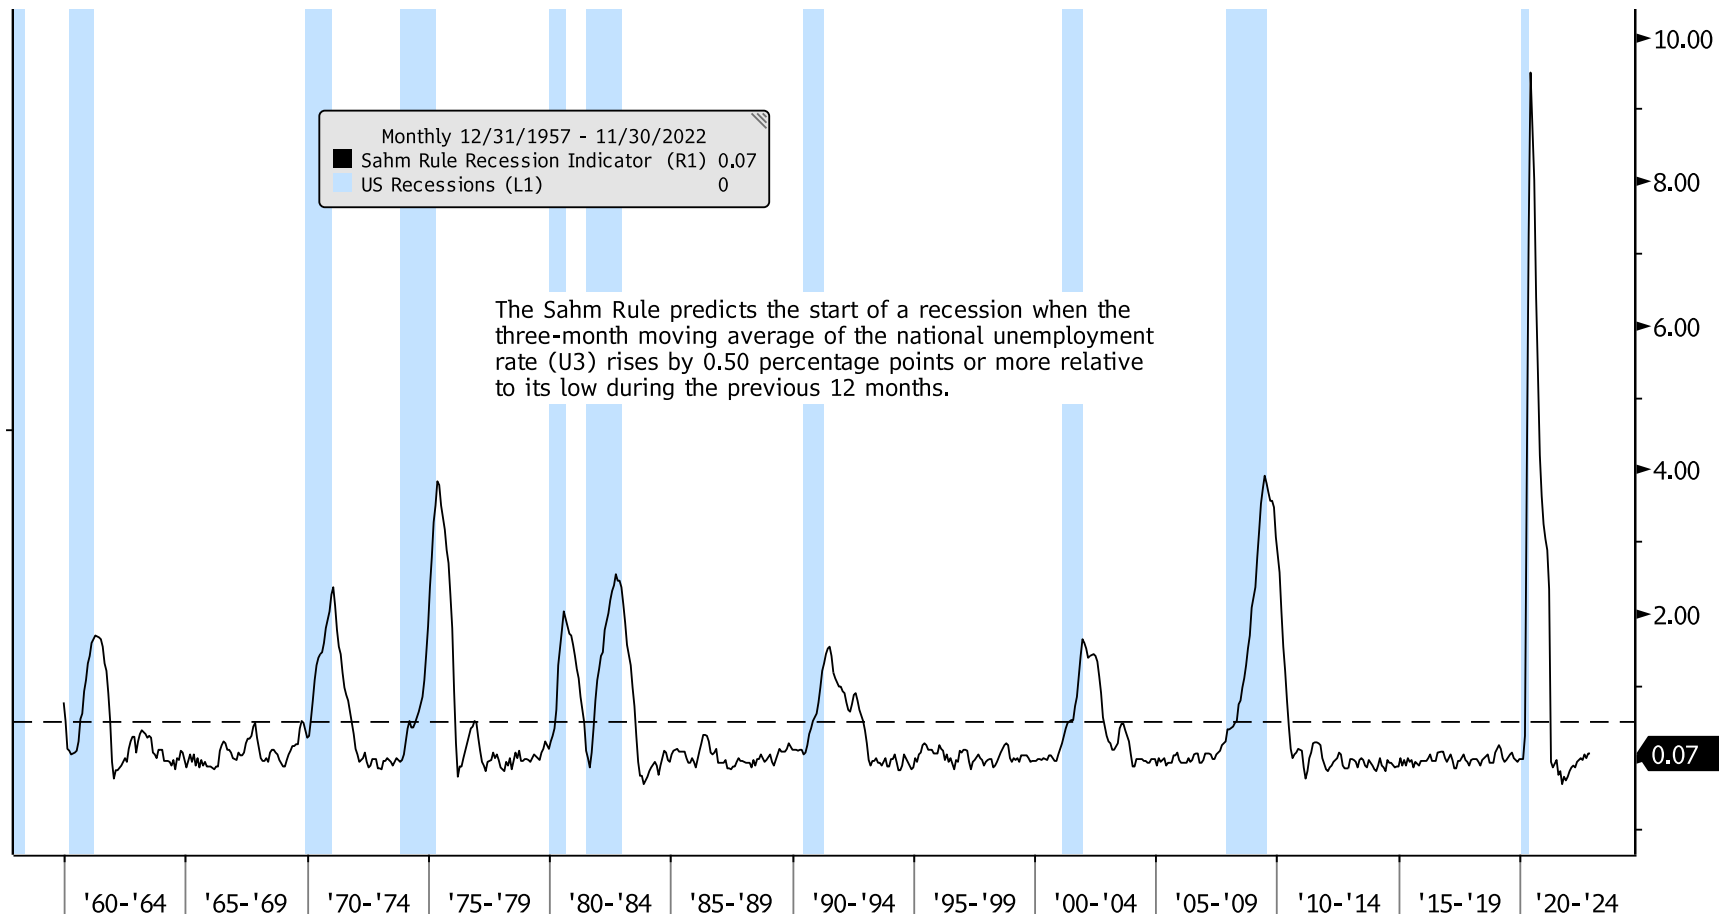 10.00
Monthly 12/31/1957 - 11/30/2022
Sahm Rule Recession Indicator (R1) 0.07
US Recessions (L1) 0
8.00
The Sahm Rule predicts the start of a recession when the
three-month moving average of the national unemployment
rate (U3) rises by 0.50 percentage points or more relative
to its low during the previous 12 months.
6.00
4.00
2.00
0.07
'60-'64 '65-'69 '70-'74 '75-'79 '80-'84 '85-'89 '90-'94 '95-'99 '00-'04 '05-'09 '10-'14 '15-'19 '20-'24